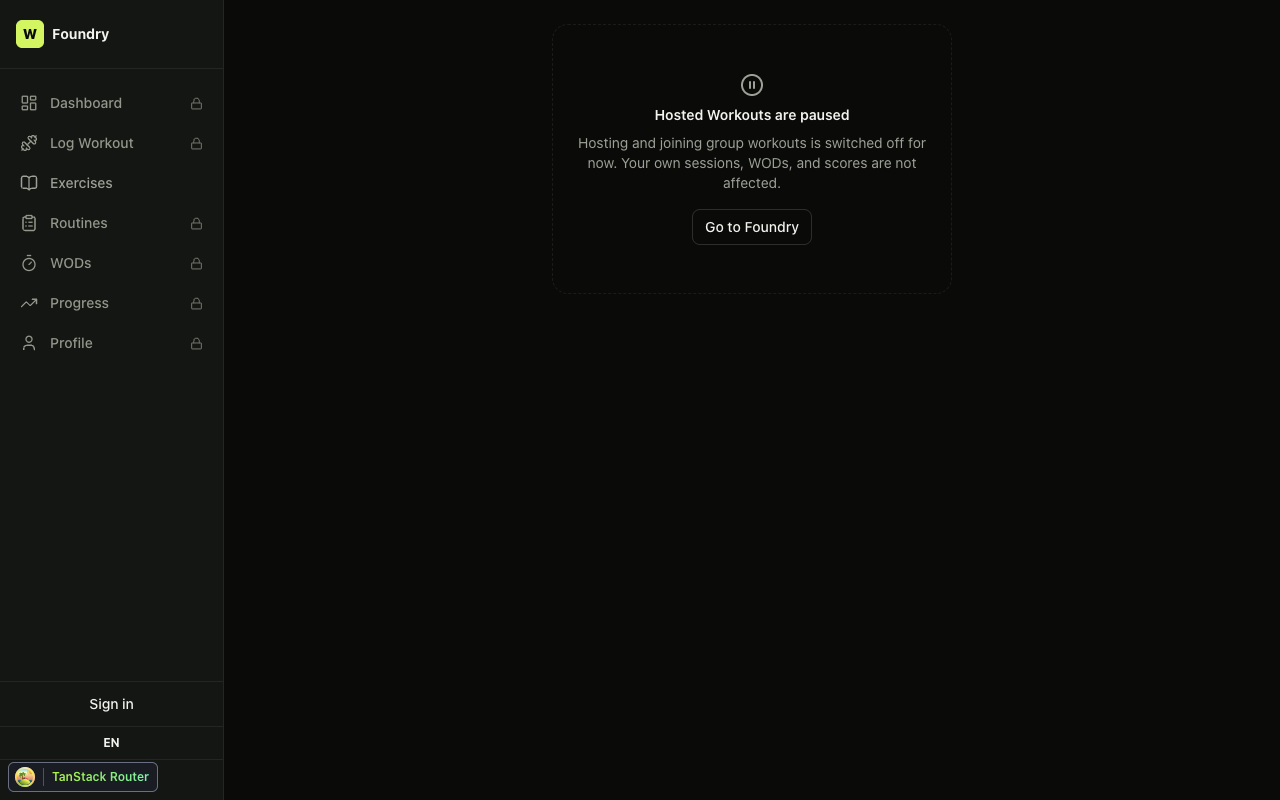 W Foundry
Dashboard
Log Workout
Exercises
Routines
WODs
Progress
Profile
Sign in
EN
TanStack Router
Hosted Workouts are paused
Hosting and joining group workouts is switched off for
now. Your own sessions, WODs, and scores are not
affected.
Go to Foundry